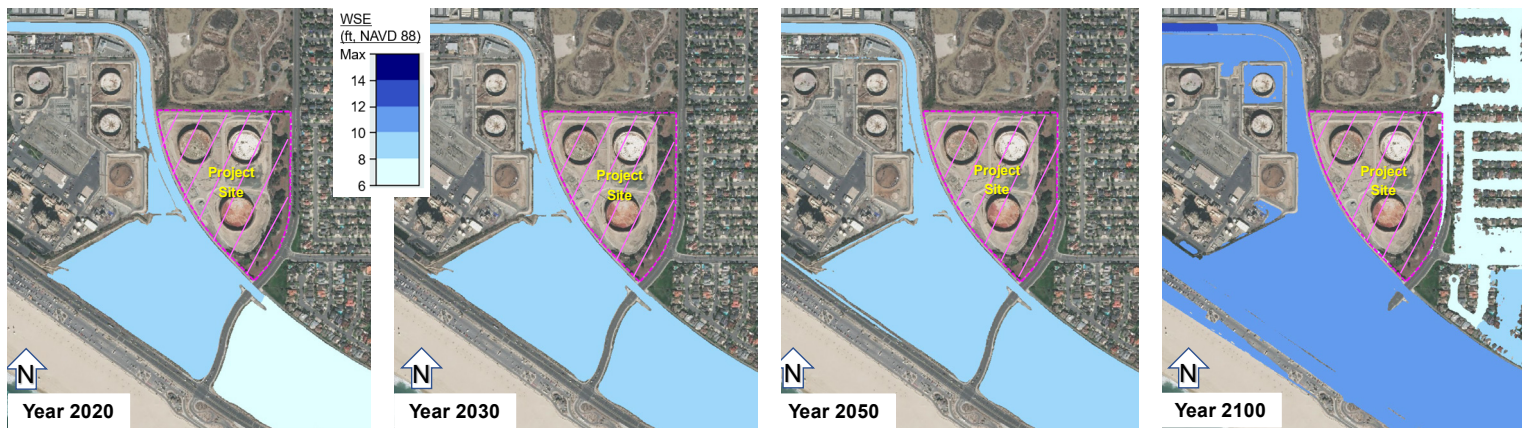 WSE
(ft, NAVD 88)
Max
14
12
10
8
6
Project
Site
N
Year 2020
Project
Site
N
Year 2030
Project
Site
N
Year 2050
Project
Site
N
Year 2100